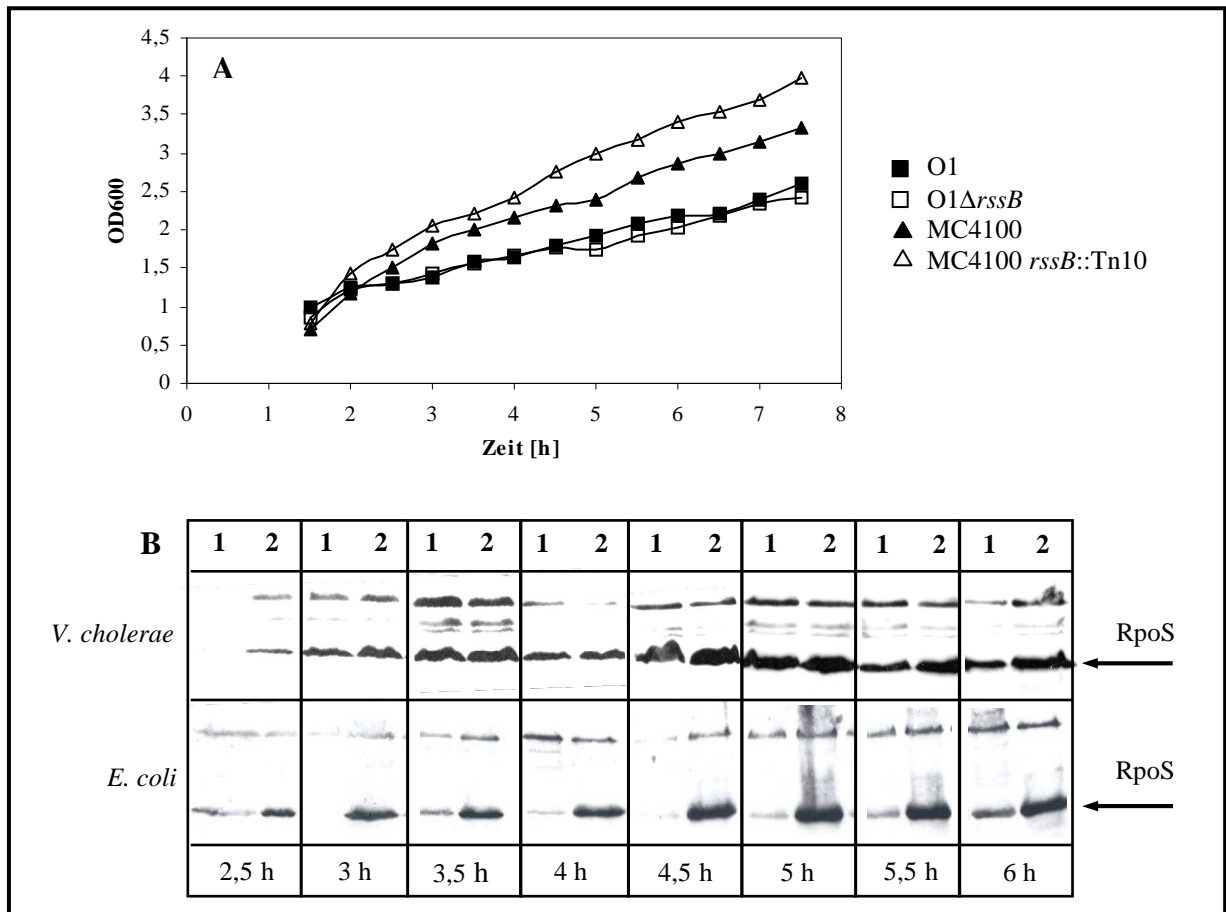 4,5
A
4
3,5
3
2,5
2
1,5
1
0,5
0
OD600
0 1 2 3 4 5 6 7 8
Zeit [h]
O1
O1ΔrssB
MC4100
MC4100 rssB::Tn10
B
1 2 1 2 1 2 1 2 1 2 1 2 1 2 1 2
V. cholerae
RpoS
E. coli
RpoS
2,5 h 3 h 3,5 h 4 h 4,5 h 5 h 5,5 h 6 h